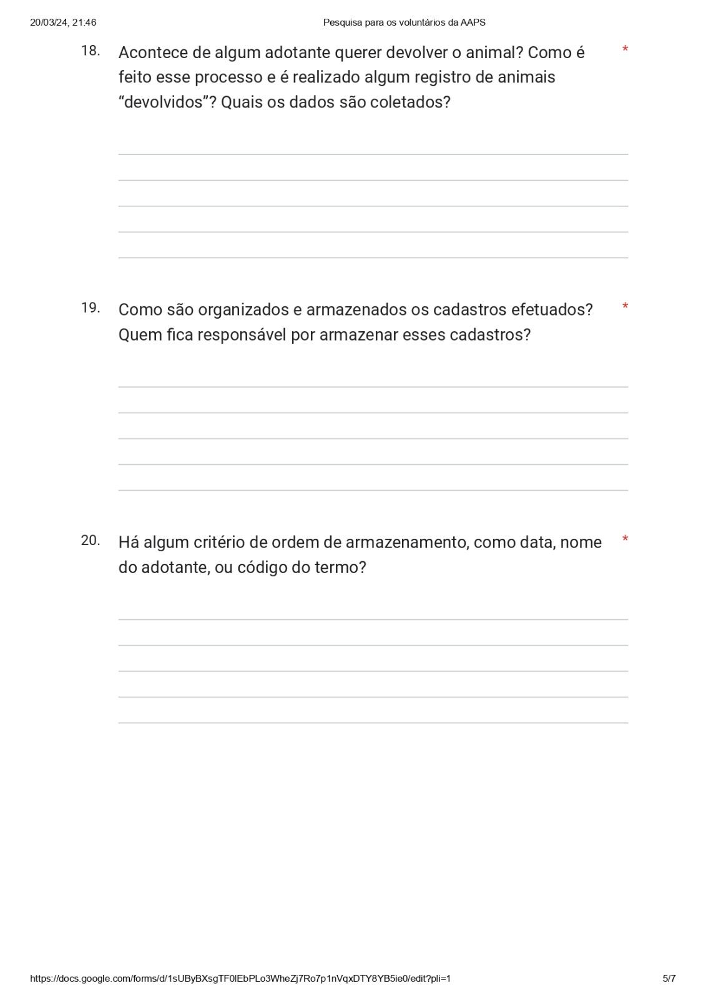 20/03/24, 21:46
Pesquisa para os voluntários da AAPS
18.
Acontece de algum adotante querer devolver o animal? Como é *
feito esse processo e é realizado algum registro de animais
“devolvidos”? Quais os dados são coletados?
19.
Como são organizados e armazenados os cadastros efetuados? *
Quem fica responsável por armazenar esses cadastros?
20.
Há algum critério de ordem de armazenamento, como data, nome *
do adotante, ou código do termo?
https://docs.google.com/forms/d/1sUByBXsgTF0lEbPLo3WheZj7Ro7p1nVqxDTY8YB5ie0/edit?pli=1
5/7